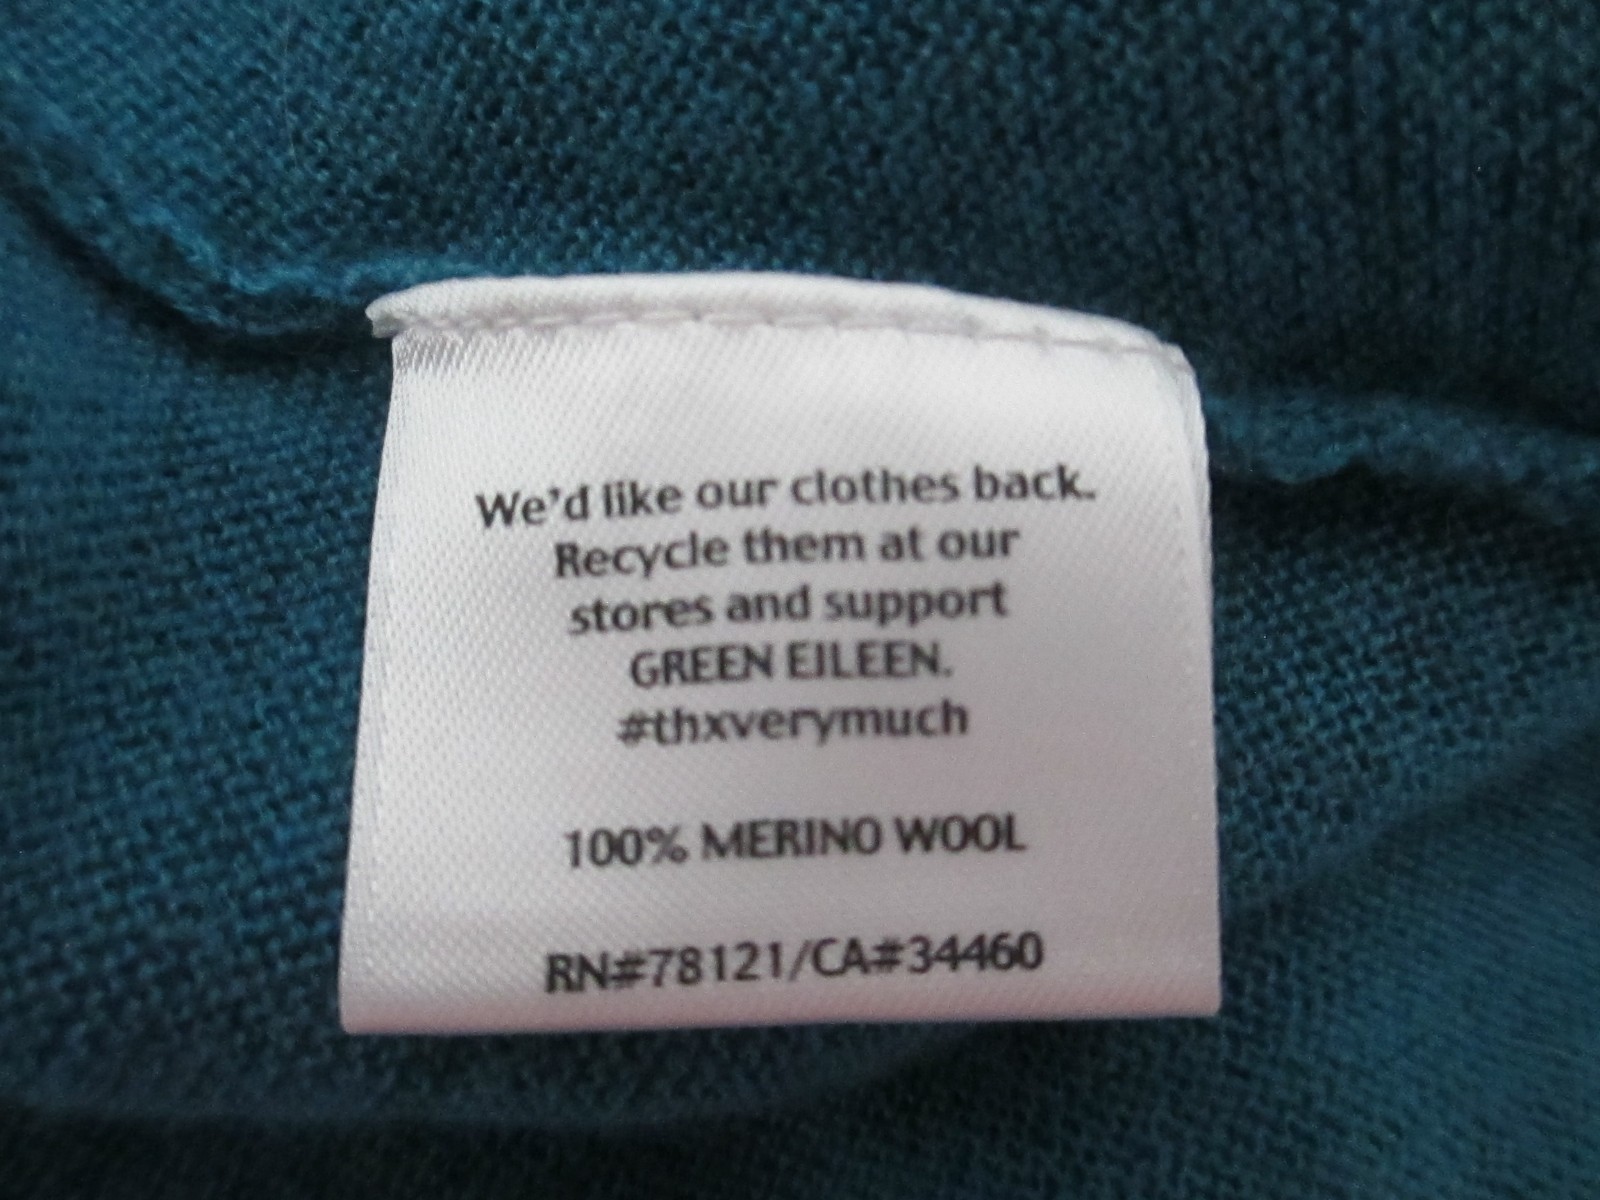 We'd like our clothes back.
Recycle them at our
stores and support
GREEN EILEEN.
#thxverymuch
100% MERINO WOOL
RN#78121/CA#34460